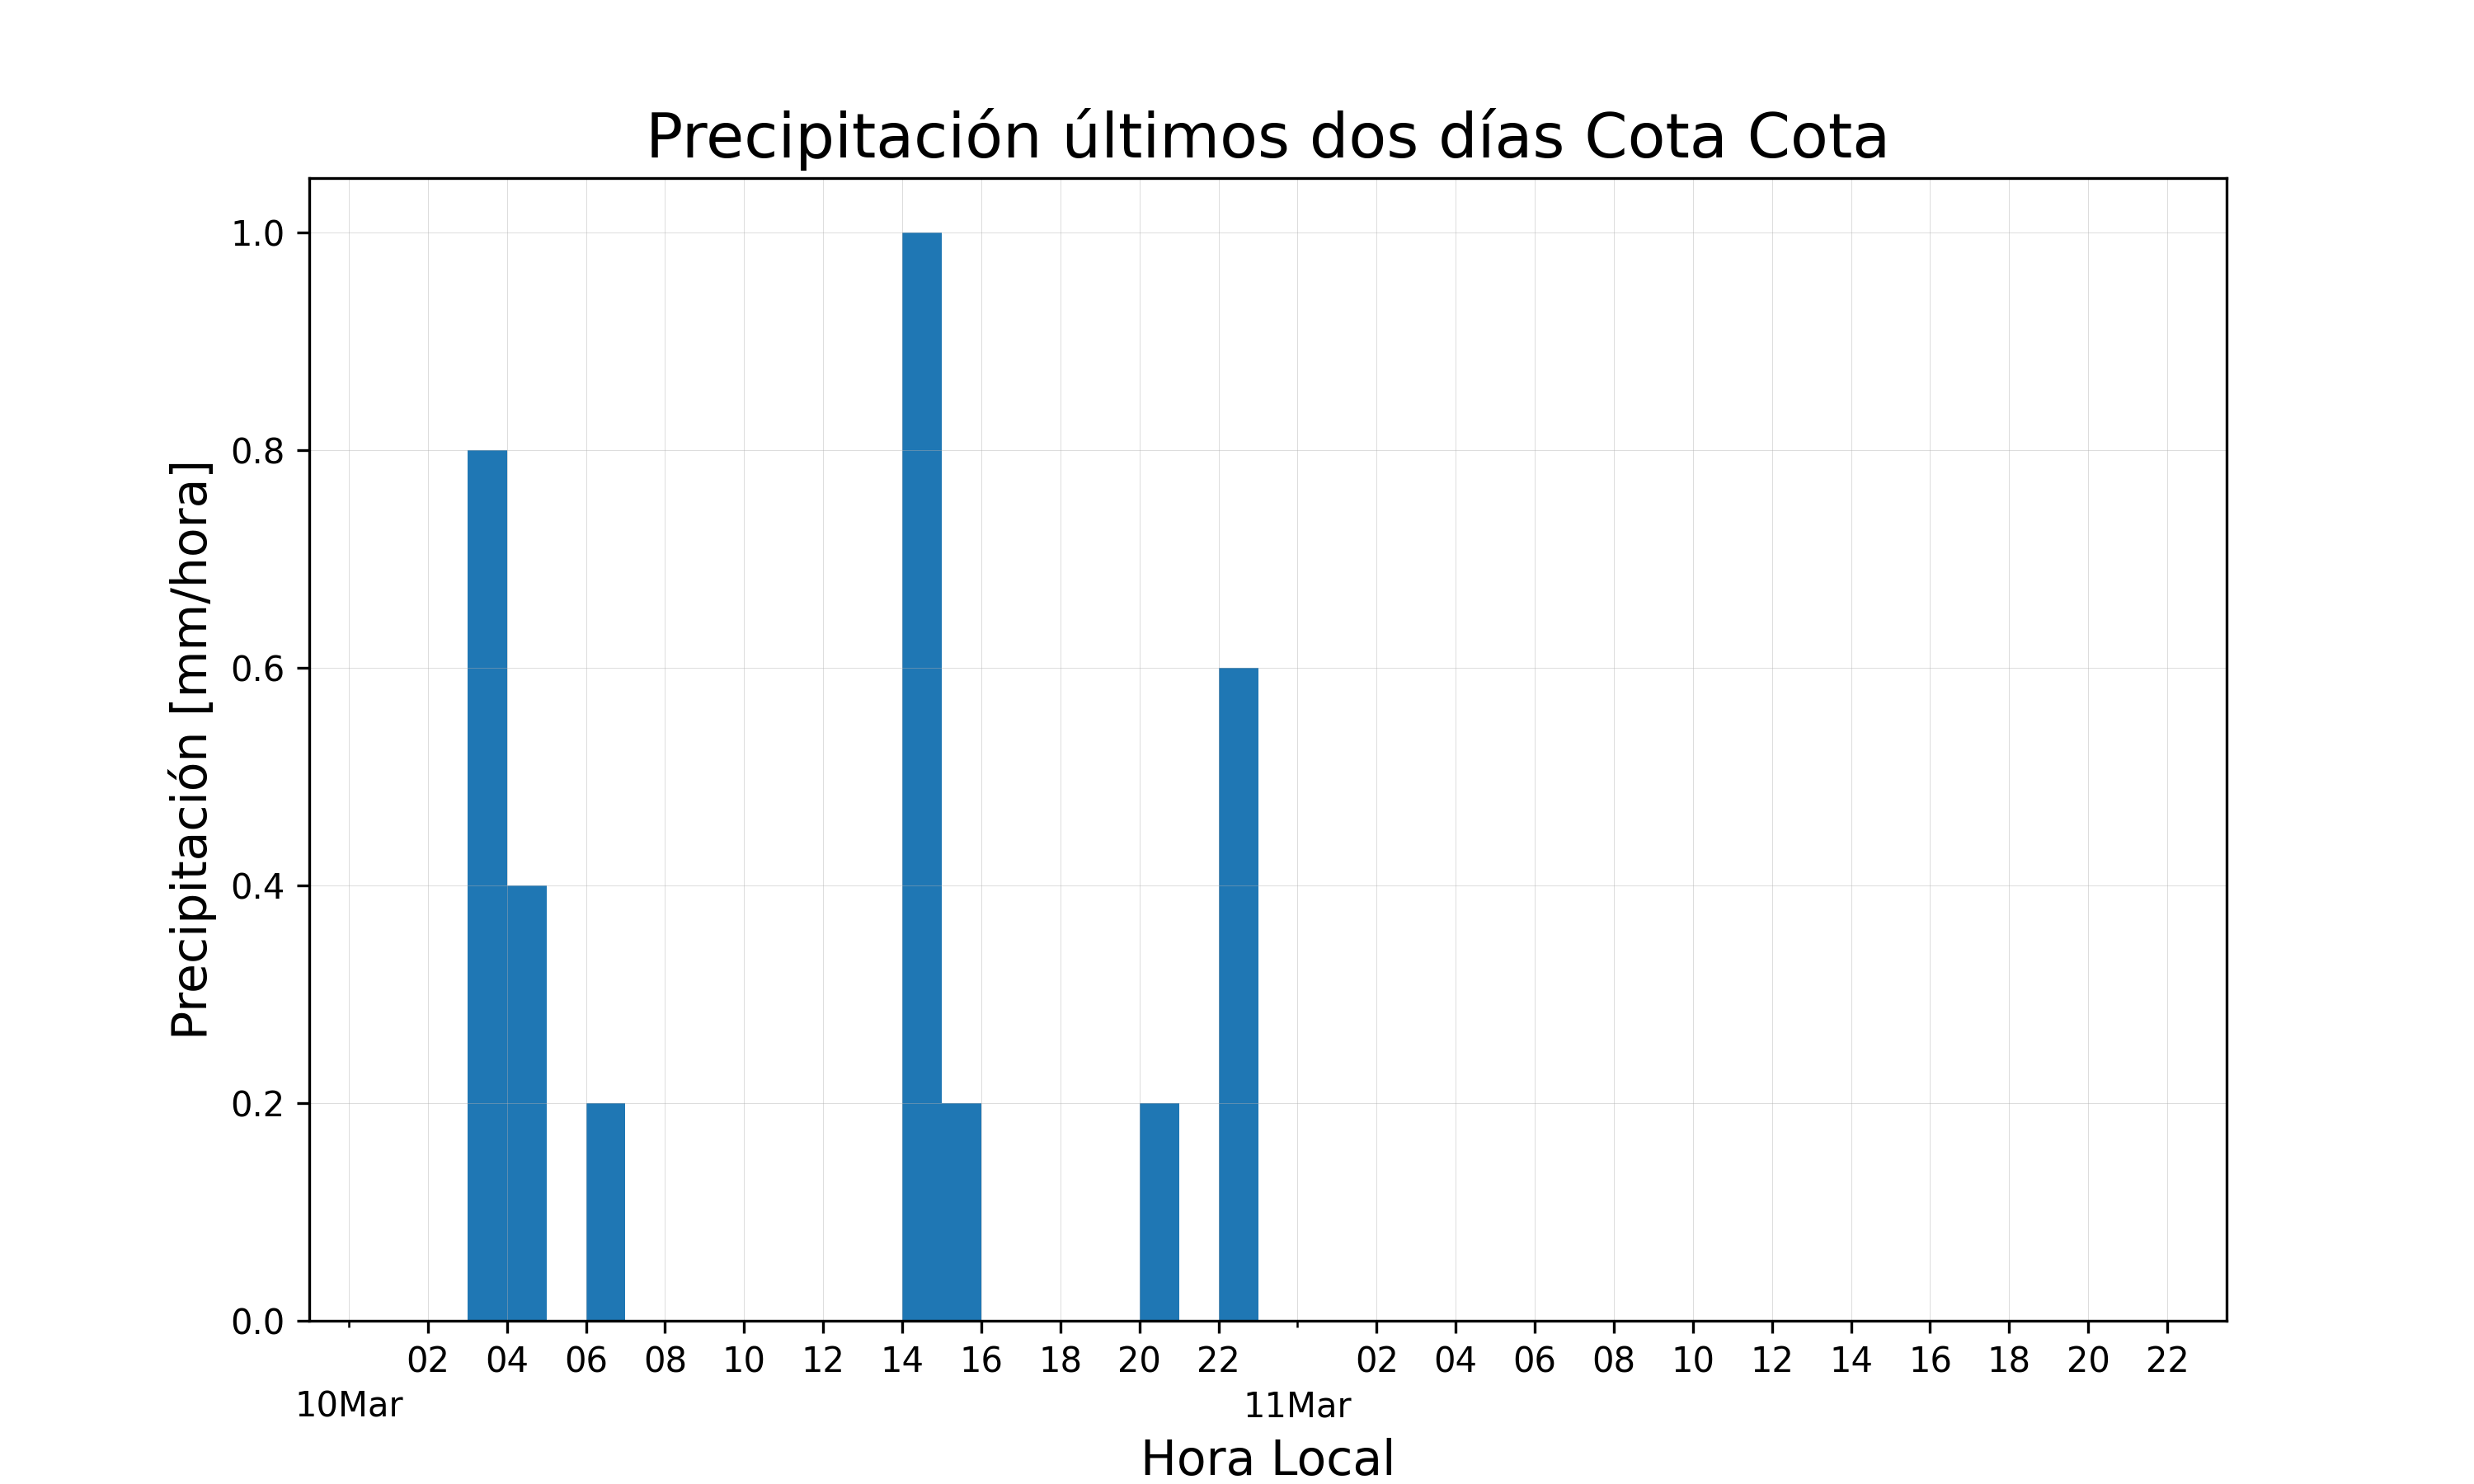 Precipitación últimos dos días Cota Cota
Precipitación [mm/hora]
1.0
0.8
0.6
0.4
0.2
0.0
02 04 06 08 10 12 14 16 18 20 22 02 04 06 08 10 12 14 16 18 20 22
10Mar 11Mar
Hora Local